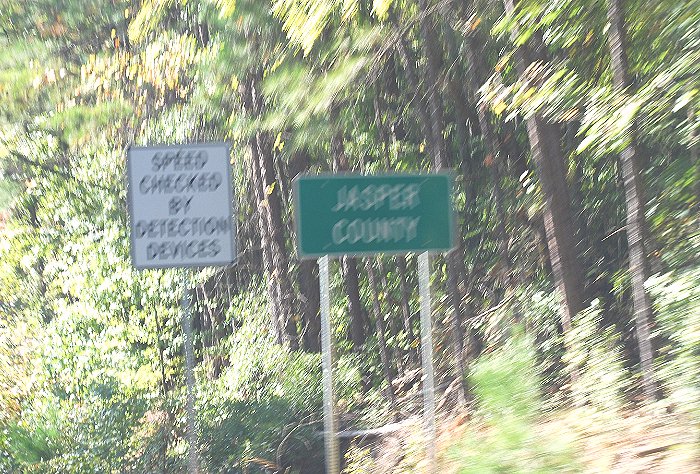 SPEED
CHECKED
BY
DETECTION
DEVICES
JASPER
COUNTY